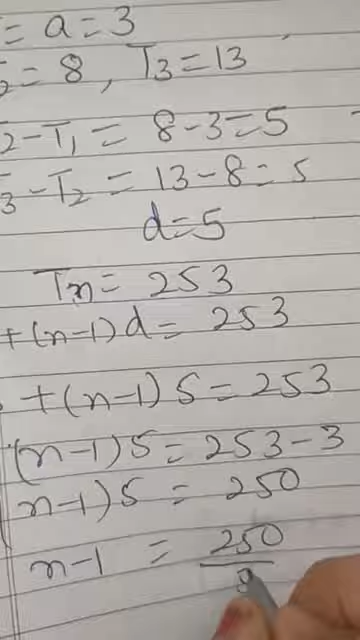 = a = 3
2 = 8, T3 = 13
2 - T1 = 8 - 3 = 5
3 - T2 = 13 - 8 = 5
d = 5
Tn = 253
+ (n-1) d = 253
+ (n-1) 5 = 253
(n-1) 5 = 253 - 3
(n-1) 5 = 250
n-1 = 250/